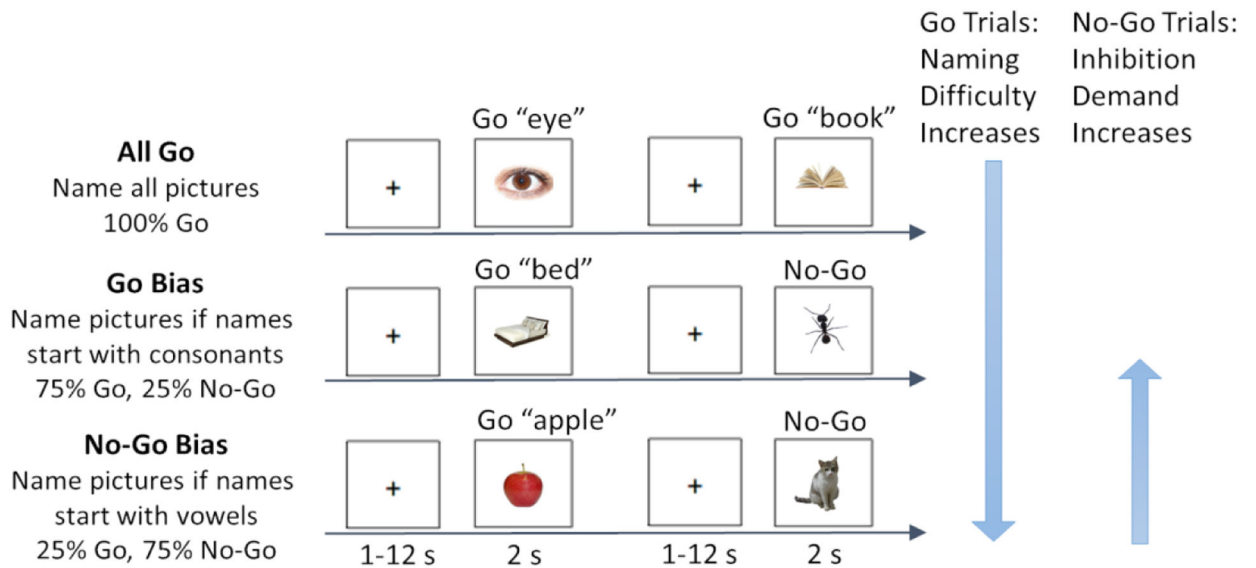 Go Trials:
Naming
Difficulty
Increases
No-Go Trials:
Inhibition
Demand
Increases
All Go
Name all pictures
100% Go
Go “eye”
Go “book”
+
+
Go Bias
Name pictures if names
start with consonants
75% Go, 25% No-Go
Go “bed”
No-Go
+
+
No-Go Bias
Name pictures if names
start with vowels
25% Go, 75% No-Go
Go “apple”
No-Go
+
+
1-12 s
2 s
1-12 s
2 s